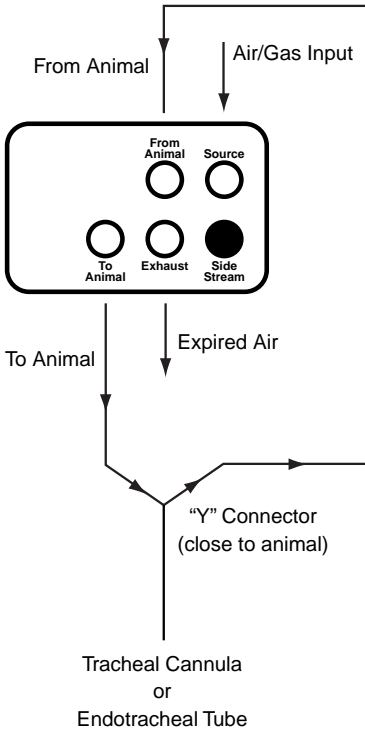 From Animal
Air/Gas Input
From
Animal
Source
To
Animal
Exhaust
Side
Stream
To Animal
Expired Air
“Y” Connector
(close to animal)
Tracheal Cannula
or
Endotracheal Tube